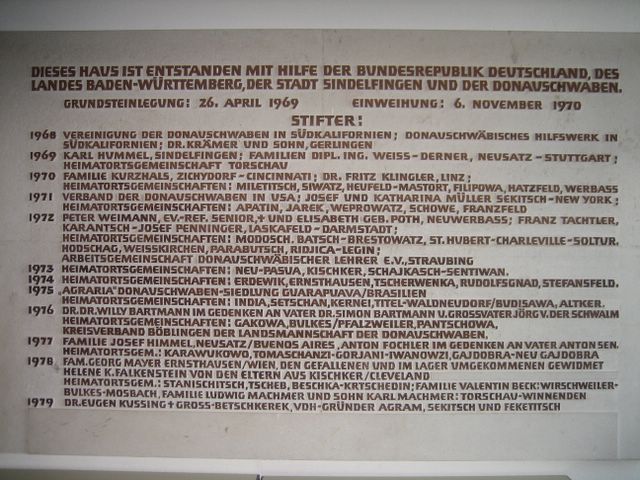 DIESES HAUS IST ENTSTANDEN MIT HILFE DER BUNDESREPUBLIK DEUTSCHLAND, DES
LANDES BADEN-WÜRTTEMBERG, DER STADT SINDELFINGEN UND DER DONAUSCHWABEN.
GRUNDSTEINLEGUNG: 26. APRIL 1969 EINWEIHUNG: 6. NOVEMBER 1970
STIFTER:
1968 VEREINIGUNG DER DONAUSCHWABEN IN SÜDKALIFORNIEN; DONAUSCHWÄBISCHES HILFSWERK IN
SÜDKALIFORNIEN; DR. KRÄMER UND SOHN, GERLINGEN
1969 KARL HUMMEL, SINDELFINGEN; FAMILIEN DIPL. ING. WEISS-DERNER, NEUSATZ-STUTTGART;
HEIMATORTSGEMEINSCHAFT TORSCHAU
1970 FAMILIE KURZHALS, ZICHYDORF-CINCINNATI; DR. FRITZ KLINGLER, LINZ;
HEIMATORTSGEMEINSCHAFTEN: MILETITSCH, SIWATZ, HEUFELD-MASTORT, FILIPOWA, HATZFELD, WERBASS
1971 VERBAND DER DONAUSCHWABEN IN USA; JOSEF UND KATHARINA MÜLLER SEKITSCH-NEW YORK;
HEIMATORTSGEMEINSCHAFTEN: APATIN, JAREK, WEPROWATZ, SCHOWE, FRANZFELD
1972 PETER WEIMANN, EV.-REF. SENIOR,✝ UND ELISABETH GEB. POTH, NEUWERBASS; FRANZ TACHTLER,
KARANTSCH-JOSEF PENNINGER, IASKAFELD-DARMSTADT;
HEIMATORTSGEMEINSCHAFTEN: MODOSCH, BATSCH-BRESTOWATZ, ST. HUBERT-CHARLEVILLE-SOLTUR,
HODSCHAG, WEISSKIRCHEN, PARABUTSCH, RIDJICA-LEGIN;
ARBEITSGEMEINSCHAFT DONAUSCHWÄBISCHER LEHRER E.V., STRAUBING
1973 HEIMATORTSGEMEINSCHAFTEN: NEU-PASUA, KISCHKER, SCHAJKASCH-SENTIWAN.
1974 HEIMATORTSGEMEINSCHAFTEN: ERDEWIK, ERNSTHAUSEN, TSCHERWENKA, RUDOLFSGNAD, STEFANSFELD.
1975 "AGRARIA" DONAUSCHWABEN-SIEDLUNG GUARAPUAVA/BRASILIEN
HEIMATORTSGEMEINSCHAFTEN: INDIA, SETSCHAN, KERNEI, TITEL-WALDNEUDORF/BUDISAWA, ALTKER.
1976 DR. DR. WILLY BARTMANN IM GEDENKEN AN VATER DR. SIMON BARTMANN U. GROSSVATER JÖRG V. DER SCHWALM
HEIMATORTSGEMEINSCHAFTEN: GAKOWA, BULKES/PFALZWEILER, PANTSCHOWA,
KREISVERBAND BÖBLINGEN DER LANDSMANNSCHAFT DER DONAUSCHWABEN.
1977 FAMILIE JOSEF HIMMEL, NEUSATZ/BUENOS AIRES, ANTON FOCHLER IM GEDENKEN AN VATER ANTON SEN.
HEIMATORTSGEM.: KARAWUKOWO, TOMASCHANZI-GORJANI-IWANOWZI, GAJDOBRA-NEU GAJDOBRA
1978 FAM. GEORG MAYER ERNSTHAUSEN/WIEN, DEN GEFALLENEN UND IM LAGER UMGEKOMMENEN GEWIDMET
HELENE K. FALKENSTEIN VON DEN ELTERN AUS KISCHKER/CLEVELAND
HEIMATORTSGEM.: STANISCHITSCH, TSCHEB, BESCHKA-KRTSCHEDIN; FAMILIE VALENTIN BECK: WIRSCHWEILER-
BULKES-MOSBACH, FAMILIE LUDWIG MACHMER UND SOHN KARL MACHMER: TORSCHAU-WINNENDEN
1979 DR. EUGEN KUSSING ✝ GROSS-BETSCHKEREK, VDH-GRÜNDER AGRAM, SEKITSCH UND FEKETITSCH